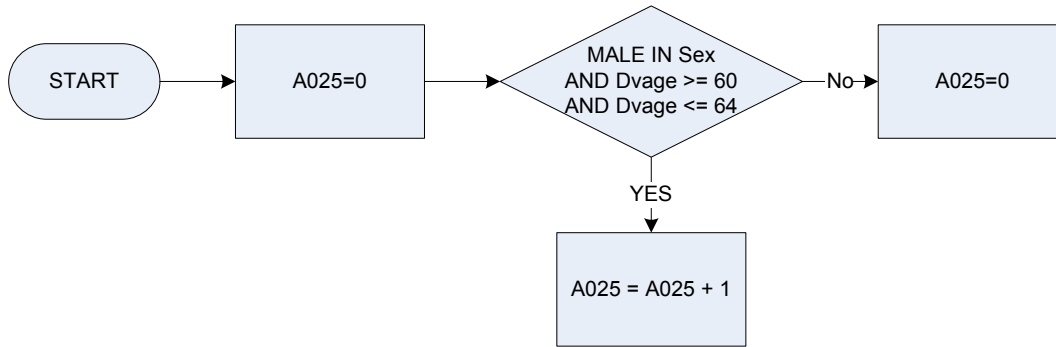 START
A025=0
MALE IN Sex
AND Dvage >= 60
AND Dvage <= 64
No
A025=0
YES
A025 = A025 + 1